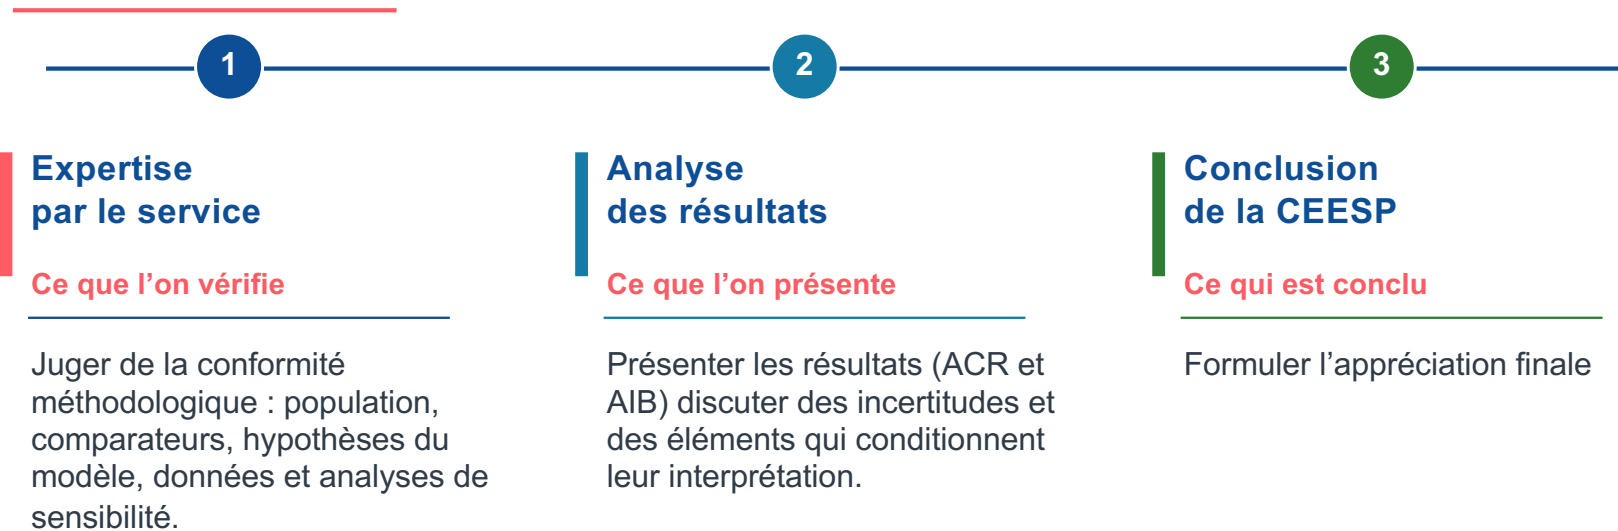 1
2
3
Expertise
par le service
Ce que l’on vérifie
Juger de la conformité
méthodologique : population,
comparateurs, hypothèses du
modèle, données et analyses de
sensibilité.
Analyse
des résultats
Ce que l’on présente
Présenter les résultats (ACR et
AIB) discuter des incertitudes et
des éléments qui conditionnent
leur interprétation.
Conclusion
de la CEESP
Ce qui est conclu
Formuler l’appréciation finale